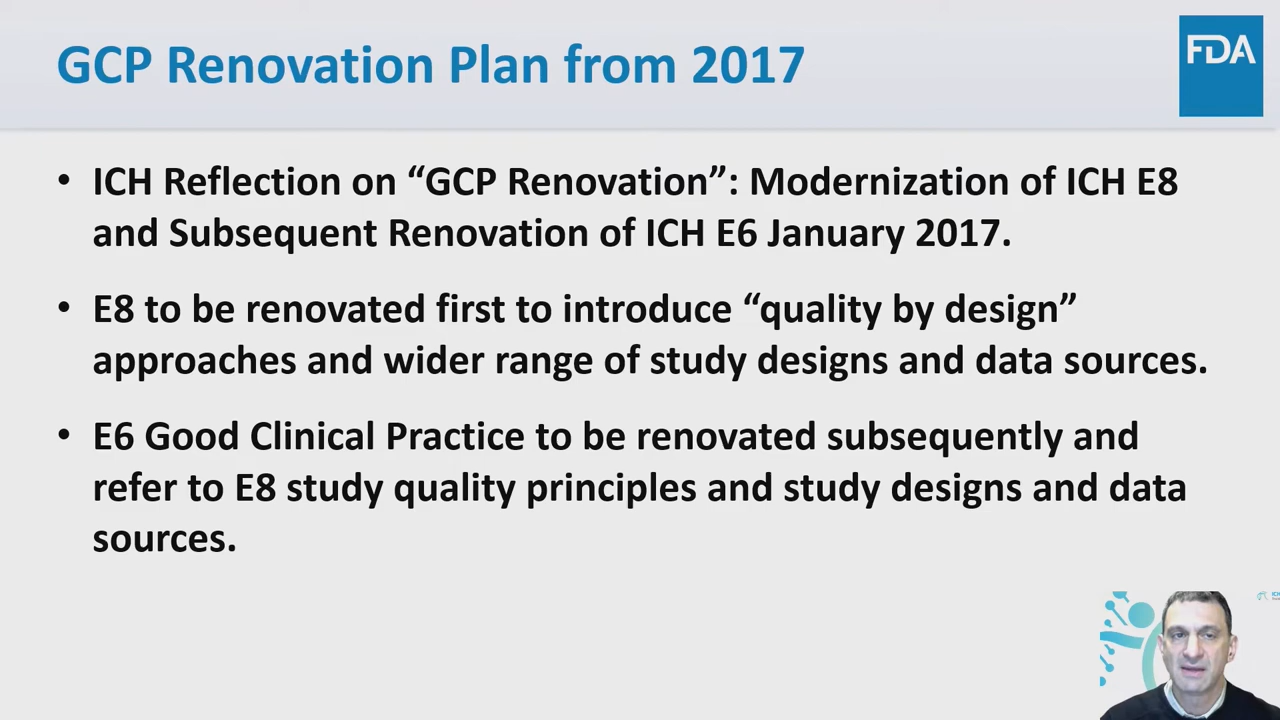 GCP Renovation Plan from 2017
FDA
• ICH Reflection on “GCP Renovation”: Modernization of ICH E8
and Subsequent Renovation of ICH E6 January 2017.
• E8 to be renovated first to introduce “quality by design”
approaches and wider range of study designs and data sources.
• E6 Good Clinical Practice to be renovated subsequently and
refer to E8 study quality principles and study designs and data
sources.